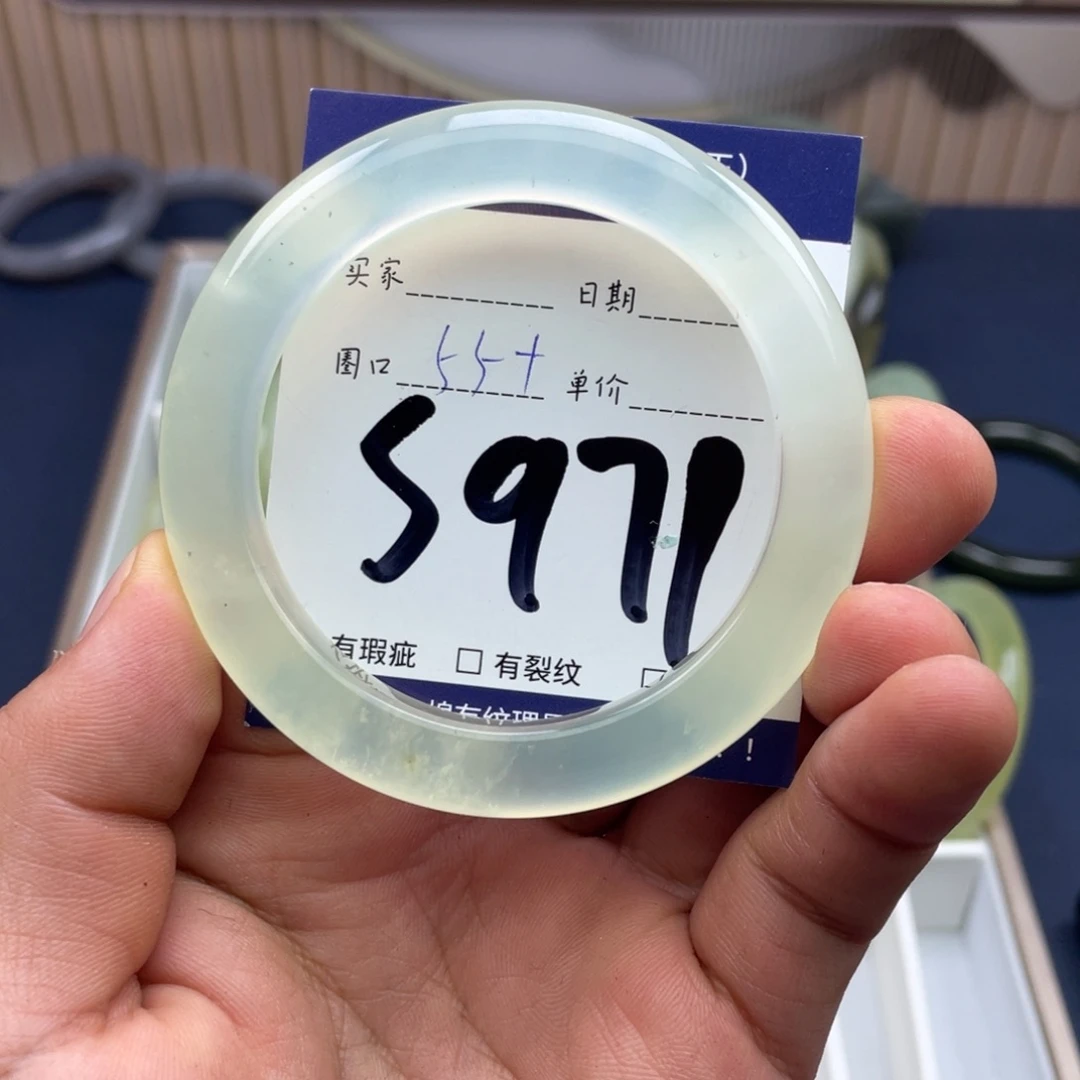 买家 日期
圈口 55+ 单价
5971
有瑕疵 □ 有裂纹 □
!